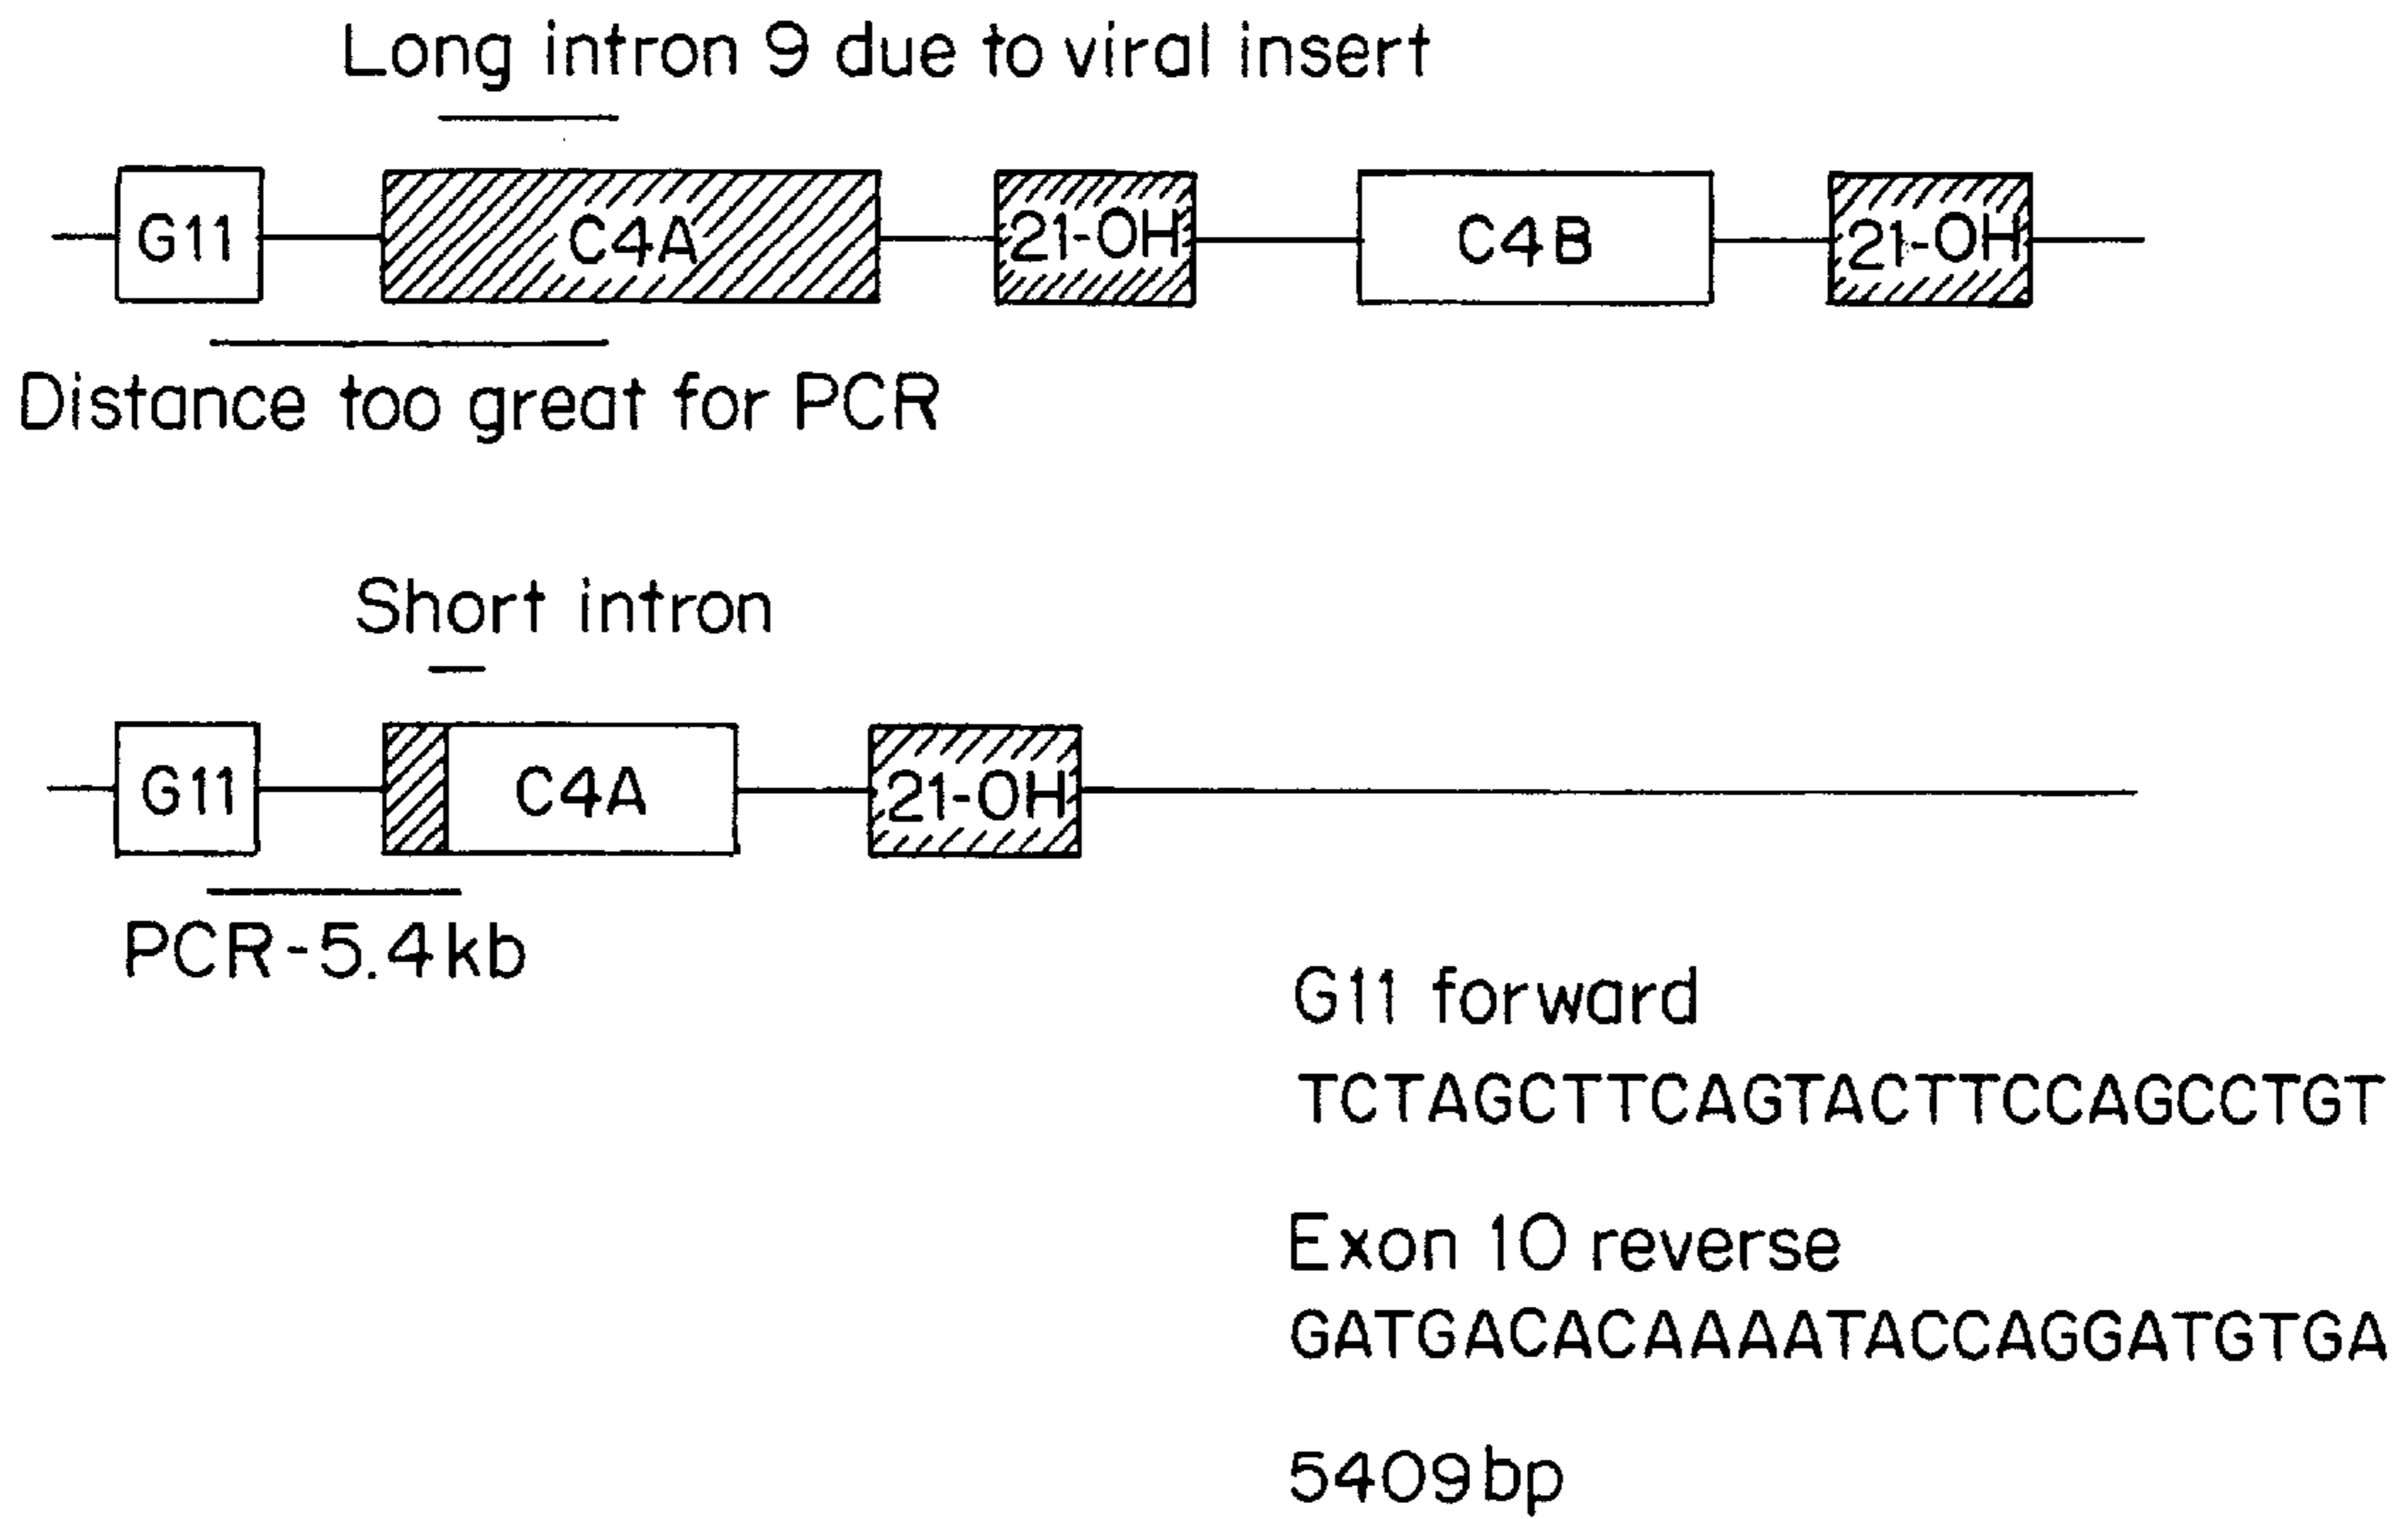 Long intron 9 due to viral insert
G11 C4A 21-OH C4B 21-OH
Distance too great for PCR
Short intron
G11 C4A 21-OH
PCR-5.4kb
G11 forward
TCTAGCTTCAGTACTTCCAGCCTGT
Exon 10 reverse
GATGACACAAAATACCAGGATGTGA
5409bp